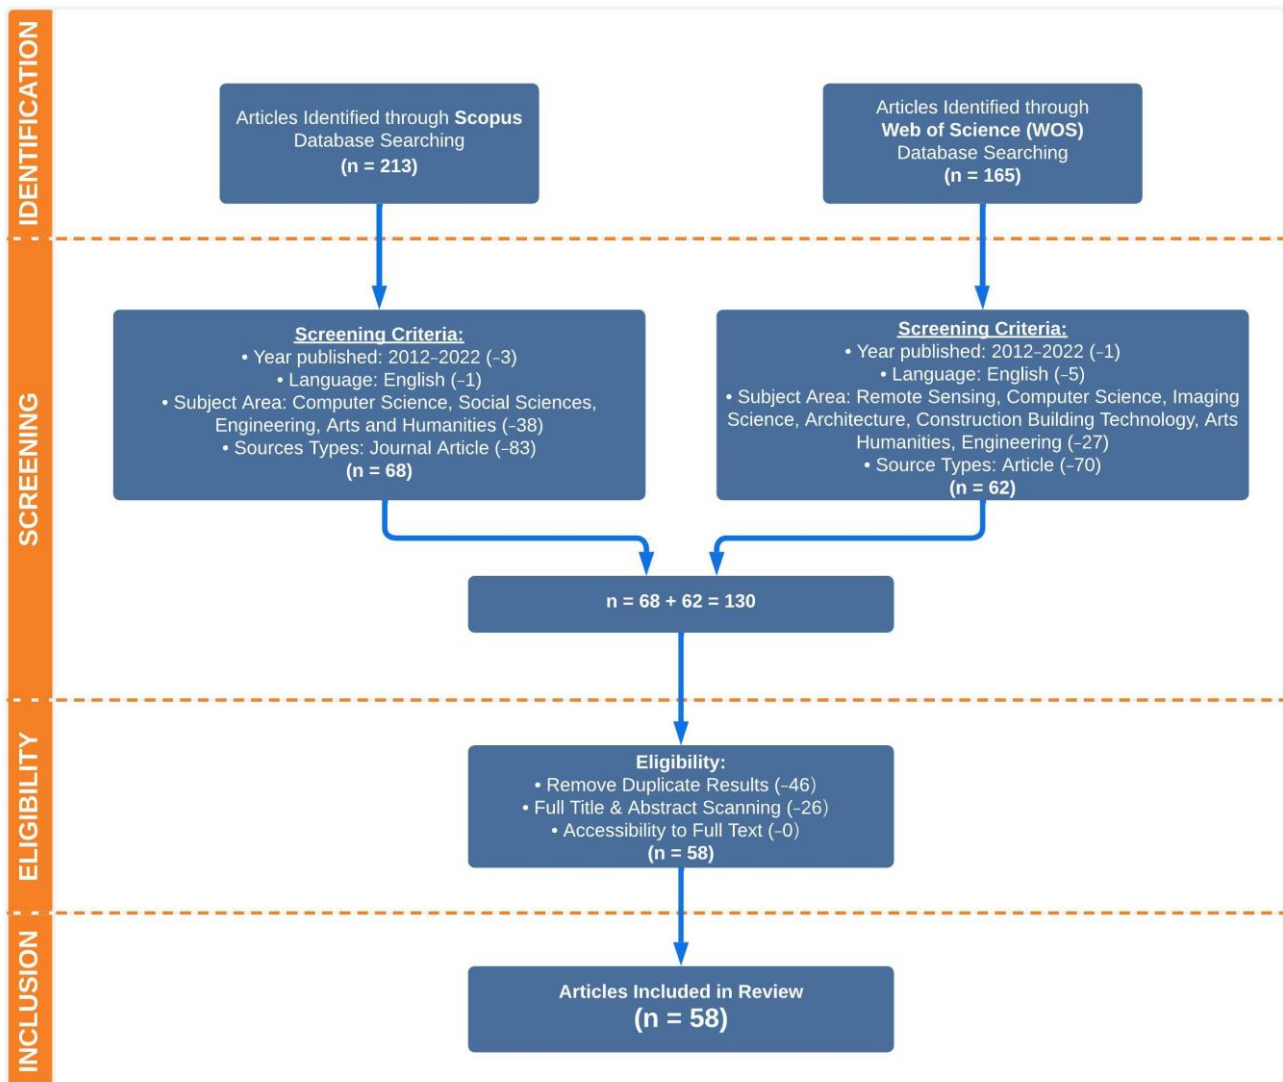 IDENTIFICATION
Articles Identified through Scopus
Database Searching
(n = 213)
Articles Identified through
Web of Science (WOS)
Database Searching
(n = 165)
SCREENING
Screening Criteria:
• Year published: 2012–2022 (–3)
• Language: English (–1)
• Subject Area: Computer Science, Social Sciences,
Engineering, Arts and Humanities (–38)
• Sources Types: Journal Article (–83)
(n = 68)
Screening Criteria:
• Year published: 2012–2022 (–1)
• Language: English (–5)
• Subject Area: Remote Sensing, Computer Science, Imaging
Science, Architecture, Construction Building Technology, Arts
Humanities, Engineering (–27)
• Source Types: Article (–70)
(n = 62)
n = 68 + 62 = 130
ELIGIBILITY
Eligibility:
• Remove Duplicate Results (–46)
• Full Title & Abstract Scanning (–26)
• Accessibility to Full Text (–0)
(n = 58)
INCLUSION
Articles Included in Review
(n = 58)